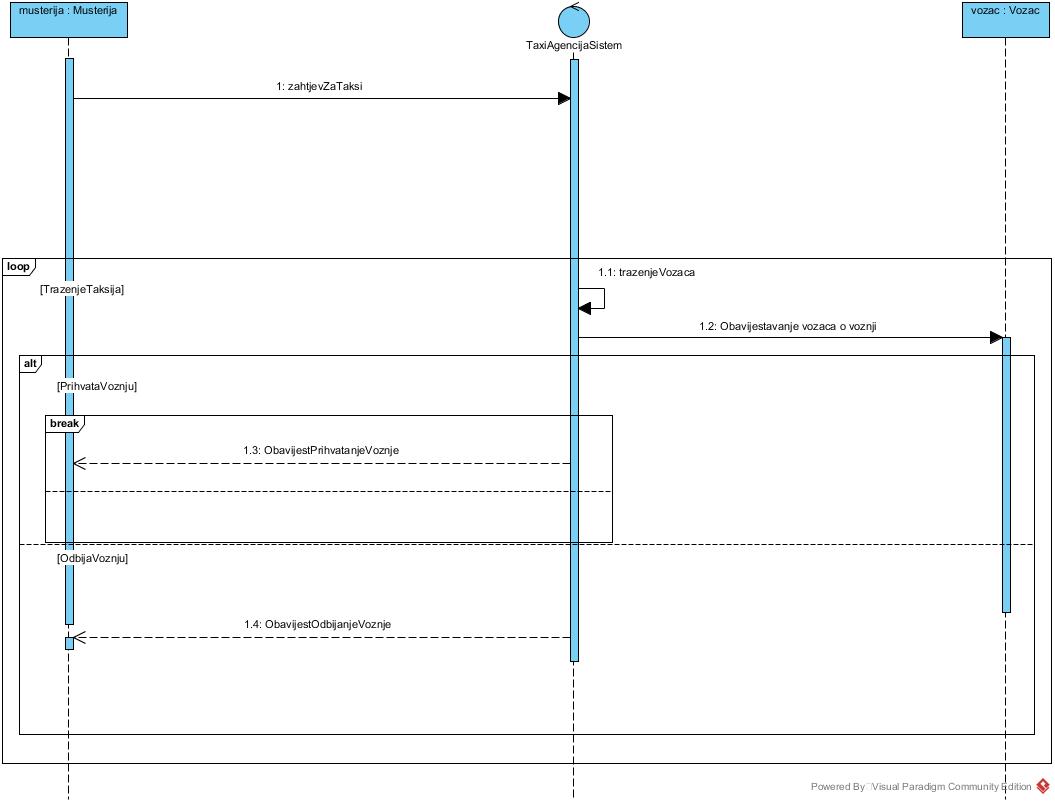 musterija : Musterija
vozac : Vozac
TaxiAgencijaSistem
1: zahtjevZaTaksi
loop
1.1: trazenjeVozaca
[TrazenjeTaksija]
1.2: Obavijestavanje vozaca o voznji
alt
[PrihvataVoznju]
break
1.3: ObavijestPrihvatanjeVoznje
[OdbijaVoznju]
1.4: ObavijestOdbijanjeVoznje
Powered By Visual Paradigm Community Edition